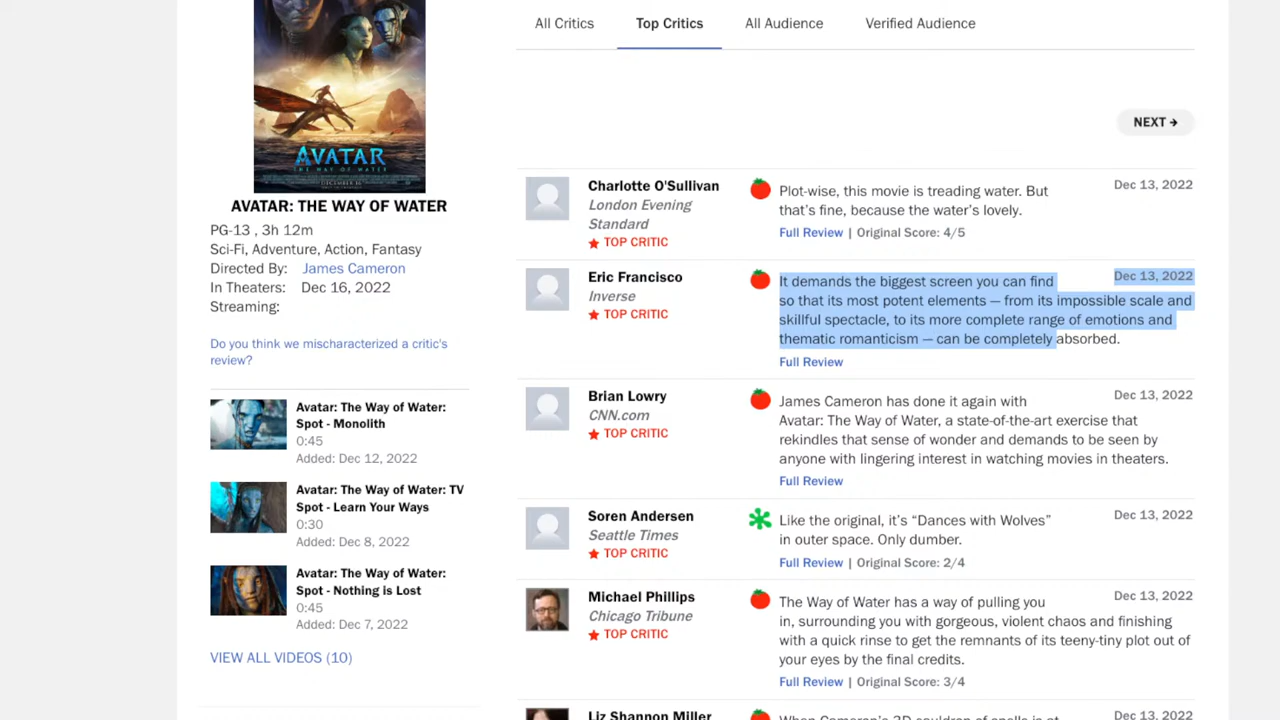 All Critics
Top Critics
All Audience
Verified Audience
NEXT →
AVATAR
THE WAY OF WATER
AVATAR: THE WAY OF WATER
PG-13 , 3h 12m
Sci-Fi, Adventure, Action, Fantasy
Directed By: James Cameron
In Theaters: Dec 16, 2022
Streaming:
Do you think we mischaracterized a critic's
review?
Avatar: The Way of Water:
Spot - Monolith
0:45
Added: Dec 12, 2022
Avatar: The Way of Water: TV
Spot - Learn Your Ways
0:30
Added: Dec 8, 2022
Avatar: The Way of Water:
Spot - Nothing is Lost
0:45
Added: Dec 7, 2022
VIEW ALL VIDEOS (10)
Charlotte O'Sullivan
London Evening
Standard
★ TOP CRITIC
Plot-wise, this movie is treading water. But
that's fine, because the water's lovely.
Full Review | Original Score: 4/5
Dec 13, 2022
Eric Francisco
Inverse
★ TOP CRITIC
It demands the biggest screen you can find
so that its most potent elements — from its impossible scale and
skillful spectacle, to its more complete range of emotions and
thematic romanticism — can be completely absorbed.
Full Review
Dec 13, 2022
Brian Lowry
CNN.com
★ TOP CRITIC
James Cameron has done it again with
Avatar: The Way of Water, a state-of-the-art exercise that
rekindles that sense of wonder and demands to be seen by
anyone with lingering interest in watching movies in theaters.
Full Review
Dec 13, 2022
Soren Andersen
Seattle Times
★ TOP CRITIC
Like the original, it's “Dances with Wolves”
in outer space. Only dumber.
Full Review | Original Score: 2/4
Dec 13, 2022
Michael Phillips
Chicago Tribune
★ TOP CRITIC
The Way of Water has a way of pulling you
in, surrounding you with gorgeous, violent chaos and finishing
with a quick rinse to get the remnants of its teeny-tiny plot out of
your eyes by the final credits.
Full Review | Original Score: 3/4
Dec 13, 2022
Liz Shannon Miller
When Cameron's 3D cauldron of spells is at
Dec 13, 2022